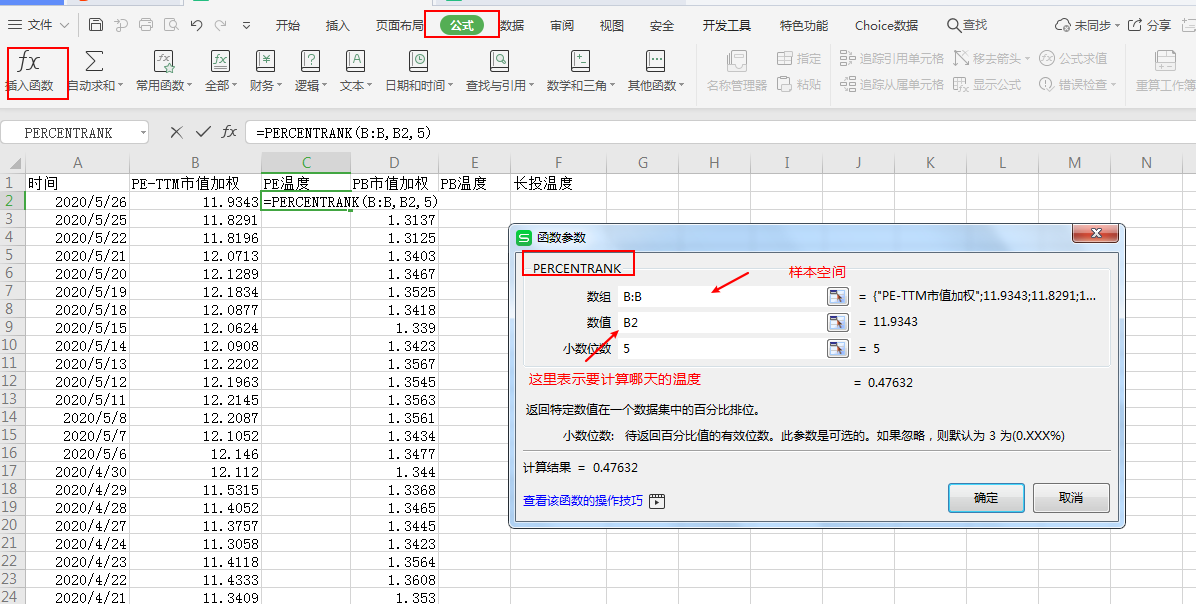 文件
开始 插入 页面布局 公式 数据 审阅 视图 安全 开发工具 特色功能 Choice数据 查找 未同步 分享
fx 插入函数 自动求和 常用函数 全部 财务 逻辑 文本 日期和时间 查找与引用 数学和三角 其他函数 名称管理器 指定 粘贴 追踪引用单元格 追踪从属单元格 移去箭头 显示公式 公式求值 错误检查 重算工作簿
PERCENTRANK fx =PERCENTRANK(B:B,B2,5)
A B C D E F G H I J K L M N
1 时间 PE-TTM市值加权 PE温度 PB市值加权 PB温度 长投温度
2 2020/5/26 11.9343 =PERCENTRANK(B:B,B2,5)
3 2020/5/25 11.8291 1.3137
4 2020/5/22 11.8196 1.3125
5 2020/5/21 12.0713 1.3403
6 2020/5/20 12.1289 1.3467
7 2020/5/19 12.1834 1.3525
8 2020/5/18 12.0877 1.3418
9 2020/5/15 12.0624 1.339
10 2020/5/14 12.0908 1.3423
11 2020/5/13 12.2202 1.3567
12 2020/5/12 12.1963 1.3545
13 2020/5/11 12.2145 1.3563
14 2020/5/8 12.2087 1.3561
15 2020/5/7 12.1052 1.3434
16 2020/5/6 12.146 1.3477
17 2020/4/30 12.112 1.344
18 2020/4/29 11.5315 1.3368
19 2020/4/28 11.4052 1.3465
20 2020/4/27 11.3757 1.3445
21 2020/4/24 11.3058 1.3423
22 2020/4/23 11.4118 1.3564
23 2020/4/22 11.4333 1.3608
24 2020/4/21 11.3409 1.353
函数参数
PERCENTRANK
样本空间
数组 B:B = {"PE-TTM市值加权";11.9343;11.8291;1...
数值 B2 = 11.9343
小数位数 5 = 5
这里表示要计算哪天的温度
= 0.47632
返回特定数值在一个数据集中的百分比排位。
小数位数: 待返回百分比值的有效位数。此参数是可选的。如果忽略，则默认为 3 为(0.XXX%)
计算结果 = 0.47632
查看该函数的操作技巧
确定 取消